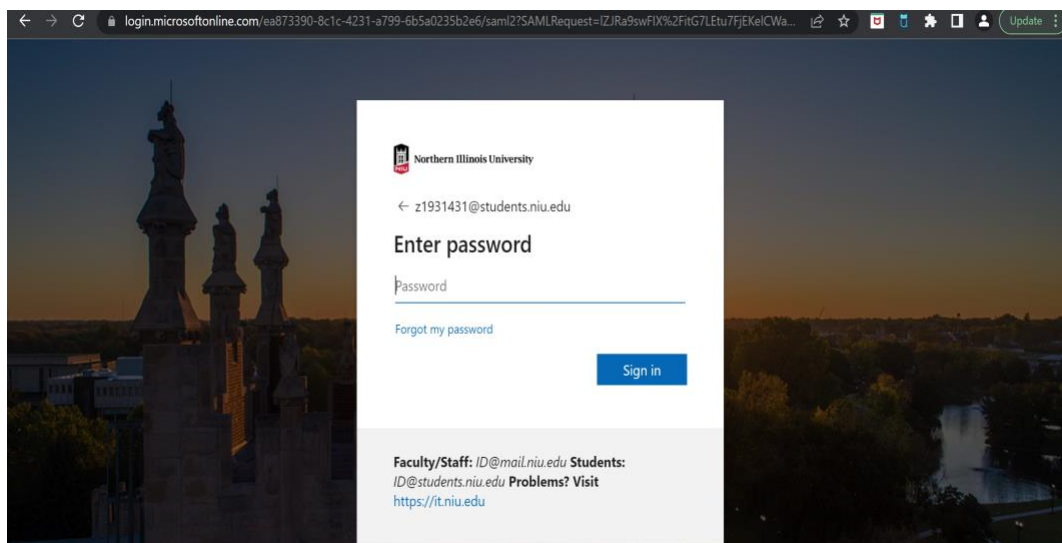 login.microsoftonline.com/ea873390-8c1c-4231-a799-6b5a0235b2e6/saml2?SAMLRequest=lZJRa9swFIX%2FitG7LEtu7FjEKelCWa...
Update
Northern Illinois University
← z1931431@students.niu.edu
Enter password
Password
Forgot my password
Sign in
Faculty/Staff: ID@mail.niu.edu Students:
ID@students.niu.edu Problems? Visit
https://it.niu.edu